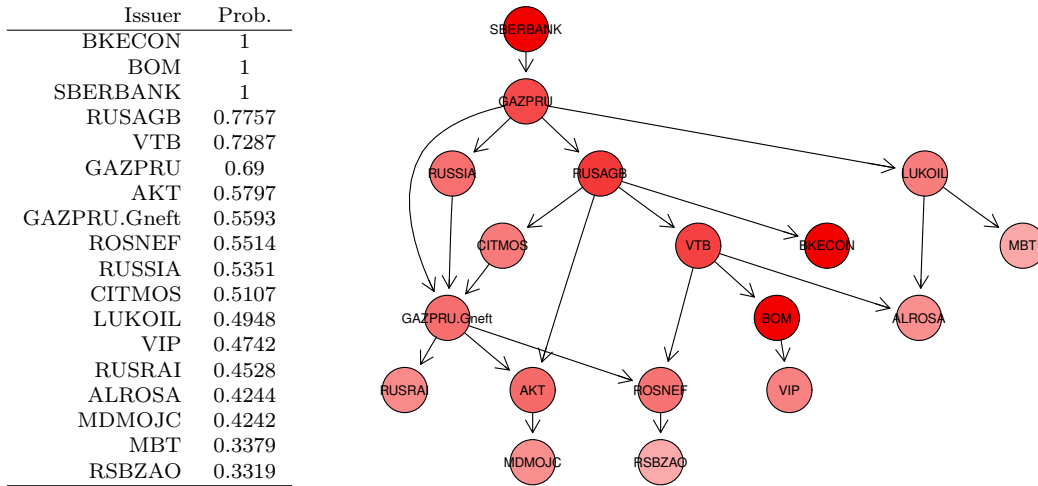 Issuer Prob.
BKECON 1
BOM 1
SBERBANK 1
RUSAGB 0.7757
VTB 0.7287
GAZPRU 0.69
AKT 0.5797
GAZPRU.Gneft 0.5593
ROSNEF 0.5514
RUSSIA 0.5351
CITMOS 0.5107
LUKOIL 0.4948
VIP 0.4742
RUSRAI 0.4528
ALROSA 0.4244
MDMOJC 0.4242
MBT 0.3379
RSBZAO 0.3319
SBERBANK
GAZPRU
RUSSIA RUSAGB LUKOIL
CITMOS VTB BKECON MBT
GAZPRU.Gneft BOM ALROSA
RUSRAI AKT ROSNEF VIP
MDMOJC RSBZAO